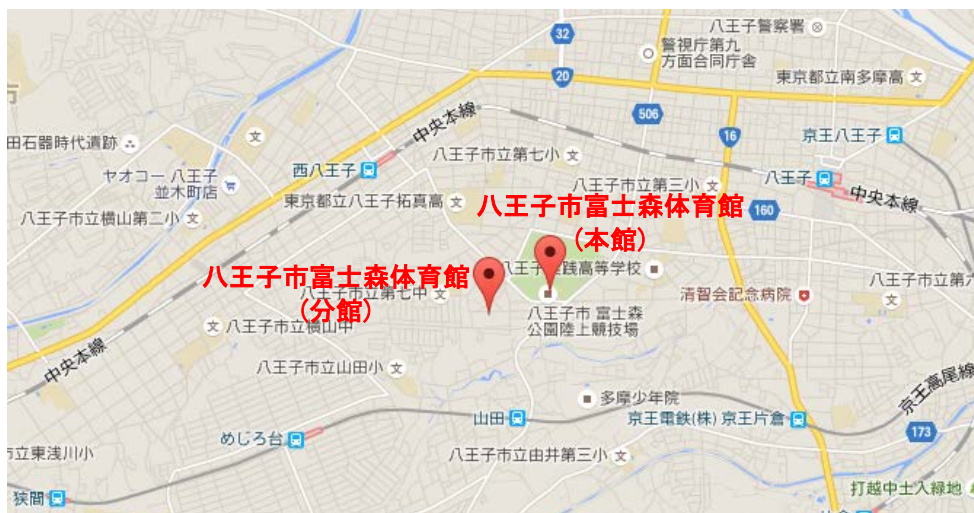 八王子警察署
32
警視庁第九
方面合同庁舎
20
東京都立南多摩高
市
506
16
京王八王子
中央本線
田石器時代遺跡
八王子市立第七小
西八王子
八王子
ヤオコー 八王子
並木町店
八王子市立第三小
東京都立八王子拓真高
中央本線
八王子市富士森体育館
(本館)
160
八王子市立横山第二小
八王子市富士森体育館
(分館)
八王子
践高等学校
八王子市立第六
八王子市立第七中
清智会記念病院
八王子市 富士森
公園陸上競技場
八王子市立横山中
中央本線
八王子市立山田小
京王高尾線
多摩少年院
山田
京王電鉄(株) 京王片倉
めじろ台
173
市立東浅川小
八王子市立由井第三小
狭間
打越中土入緑地